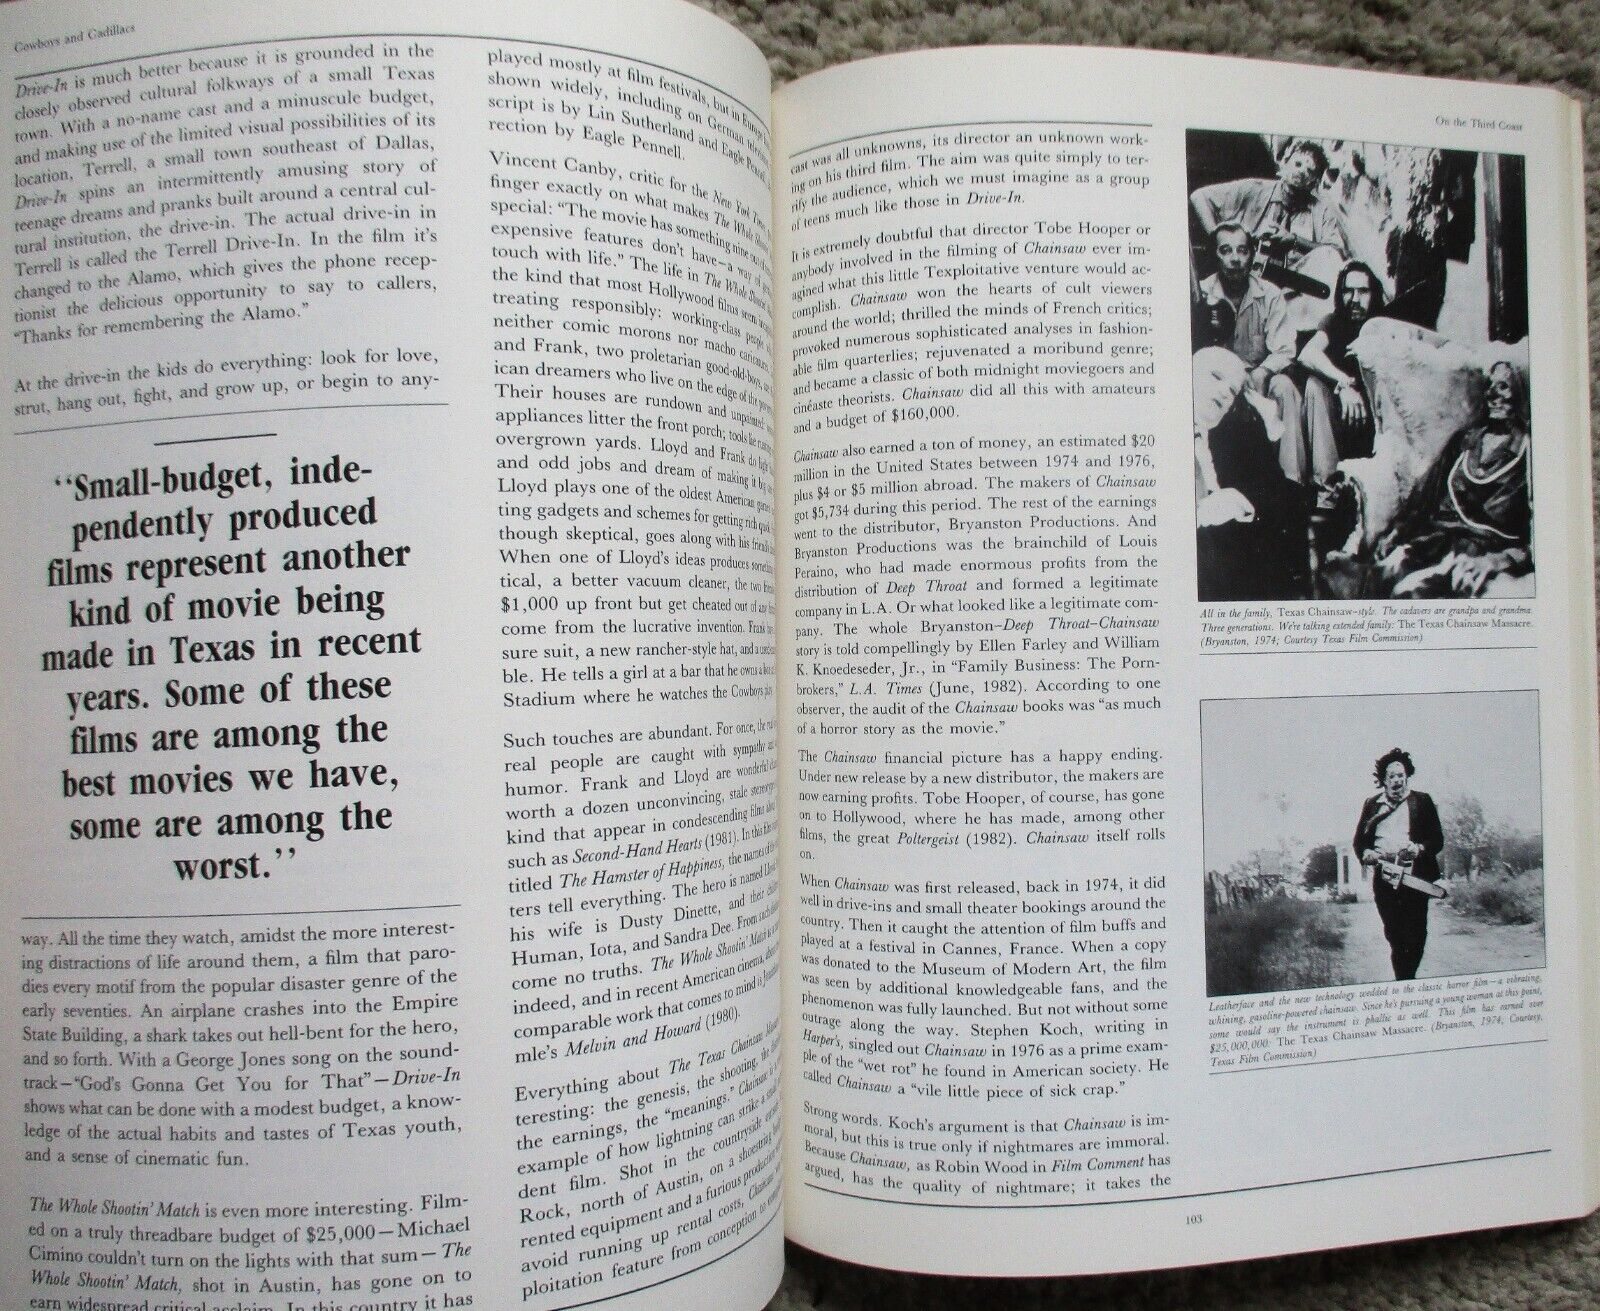 Cowboys and Cadillacs
Drive-In is much better because it is grounded in the
closely observed cultural folkways of a small Texas
town. With a no-name cast and a minuscule budget,
and making use of the limited visual possibilities of its
location, Terrell, a small town southeast of Dallas,
Drive-In spins an intermittently amusing story of
teenage dreams and pranks built around a central cul-
tural institution, the drive-in. The actual drive-in in
Terrell is called the Terrell Drive-In. In the film it's
changed to the Alamo, which gives the phone recep-
tionist the delicious opportunity to say to callers,
"Thanks for remembering the Alamo."
At the drive-in the kids do everything: look for love,
strut, hang out, fight, and grow up, or begin to any-
"Small-budget, inde-
pendently produced
films represent another
kind of movie being
made in Texas in recent
years. Some of these
films are among the
best movies we have,
some are among the
worst."
way. All the time they watch, amidst the more interest-
ing distractions of life around them, a film that paro-
dies every motif from the popular disaster genre of the
early seventies. An airplane crashes into the Empire
State Building, a shark takes out hell-bent for the hero,
and so forth. With a George Jones song on the sound-
track—"God's Gonna Get You for That"—Drive-In
shows what can be done with a modest budget, a know-
ledge of the actual habits and tastes of Texas youth,
and a sense of cinematic fun.
The Whole Shootin' Match is even more interesting. Film-
ed on a truly threadbare budget of $25,000—Michael
Cimino couldn't turn on the lights with that sum—The
Whole Shootin' Match, shot in Austin, has gone on to
earn widespread critical acclaim. In this country it has
played mostly at film festivals, but in Europe
shown widely, including on German
script is by Lin Sutherland and Eagle Pennell,
rection by Eagle Pennell.
Vincent Canby, critic for the New York Times,
finger exactly on what makes The Whole
special: "The movie has something nine out of
expensive features don't have—a way of
touch with life." The life in The Whole
the kind that most Hollywood films seem
treating responsibly: working-class people
neither comic morons nor macho
and Frank, two proletarian good-old-boys,
ican dreamers who live on the edge of the
Their houses are rundown and
appliances litter the front porch; tools
overgrown yards. Lloyd and Frank do
and odd jobs and dream of making it big
Lloyd plays one of the oldest American games
ting gadgets and schemes for getting rich quick.
though skeptical, goes along with his
When one of Lloyd's ideas produces
tical, a better vacuum cleaner, the two
$1,000 up front but get cheated out of any
come from the lucrative invention. Frank
sure suit, a new rancher-style hat, and a
ble. He tells a girl at a bar that he owns a
Stadium where he watches the Cowboys
Such touches are abundant. For once, the
real people are caught with sympathy
humor. Frank and Lloyd are wonderful
worth a dozen unconvincing, stale
kind that appear in condescending films
such as Second-Hand Hearts (1981). In this film
titled The Hamster of Happiness, the names of the
ters tell everything. The hero is named
his wife is Dusty Dinette, and their
Human, Iota, and Sandra Dee. From such
come no truths. The Whole Shootin' Match is
indeed, and in recent American cinema,
comparable work that comes to mind is
mle's Melvin and Howard (1980).
Everything about The Texas Chainsaw
teresting: the genesis, the shooting, the
the earnings, the "meanings." Chainsaw is
example of how lightning can strike a
dent film. Shot in the countryside
Rock, north of Austin, on a shoestring
rented equipment and a furious production
avoid running up rental costs, Chainsaw
ploitation feature from conception to
On the Third Coast
cast was all unknowns, its director an unknown work-
ing on his third film. The aim was quite simply to ter-
rify the audience, which we must imagine as a group
of teens much like those in Drive-In.
It is extremely doubtful that director Tobe Hooper or
anybody involved in the filming of Chainsaw ever im-
agined what this little Texploitative venture would ac-
complish. Chainsaw won the hearts of cult viewers
around the world; thrilled the minds of French critics;
provoked numerous sophisticated analyses in fashion-
able film quarterlies; rejuvenated a moribund genre;
and became a classic of both midnight moviegoers and
cinéaste theorists. Chainsaw did all this with amateurs
and a budget of $160,000.
Chainsaw also earned a ton of money, an estimated $20
million in the United States between 1974 and 1976,
plus $4 or $5 million abroad. The makers of Chainsaw
got $5,734 during this period. The rest of the earnings
went to the distributor, Bryanston Productions. And
Bryanston Productions was the brainchild of Louis
Peraino, who had made enormous profits from the
distribution of Deep Throat and formed a legitimate
company in L.A. Or what looked like a legitimate com-
pany. The whole Bryanston–Deep Throat–Chainsaw
story is told compellingly by Ellen Farley and William
K. Knoedeseder, Jr., in "Family Business: The Porn-
brokers," L.A. Times (June, 1982). According to one
observer, the audit of the Chainsaw books was "as much
of a horror story as the movie."
The Chainsaw financial picture has a happy ending.
Under new release by a new distributor, the makers are
now earning profits. Tobe Hooper, of course, has gone
on to Hollywood, where he has made, among other
films, the great Poltergeist (1982). Chainsaw itself rolls
on.
When Chainsaw was first released, back in 1974, it did
well in drive-ins and small theater bookings around the
country. Then it caught the attention of film buffs and
played at a festival in Cannes, France. When a copy
was donated to the Museum of Modern Art, the film
was seen by additional knowledgeable fans, and the
phenomenon was fully launched. But not without some
outrage along the way. Stephen Koch, writing in
Harper's, singled out Chainsaw in 1976 as a prime exam-
ple of the "wet rot" he found in American society. He
called Chainsaw a "vile little piece of sick crap."
Strong words. Koch's argument is that Chainsaw is im-
moral, but this is true only if nightmares are immoral.
Because Chainsaw, as Robin Wood in Film Comment has
argued, has the quality of nightmare; it takes the
All in the family, Texas Chainsaw-style. The cadavers are grandpa and grandma.
Three generations. We're talking extended family: The Texas Chainsaw Massacre.
(Bryanston, 1974; Courtesy Texas Film Commission)
Leatherface and the new technology wedded to the classic horror film—a vibrating,
whining, gasoline-powered chainsaw. Since he's pursuing a young woman at this point,
some would say the instrument is phallic as well. This film has earned over
$25,000,000: The Texas Chainsaw Massacre. (Bryanston, 1974; Courtesy,
Texas Film Commission)
103